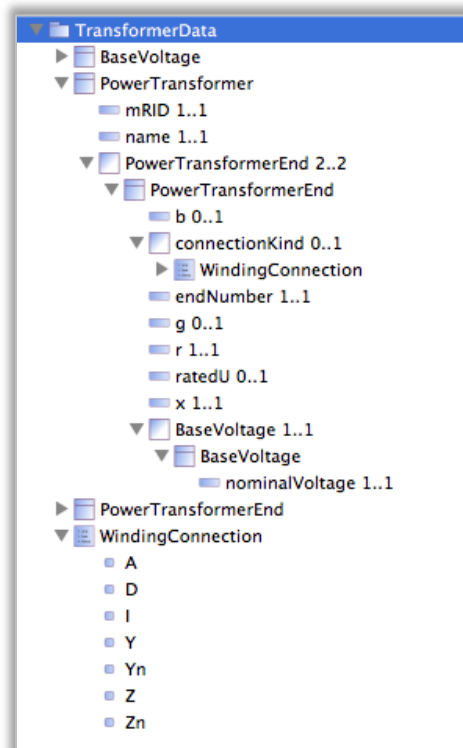 TransformerData
BaseVoltage
PowerTransformer
mRID 1..1
name 1..1
PowerTransformerEnd 2..2
PowerTransformerEnd
b 0..1
connectionKind 0..1
WindingConnection
endNumber 1..1
g 0..1
r 1..1
ratedU 0..1
x 1..1
BaseVoltage 1..1
BaseVoltage
nominalVoltage 1..1
PowerTransformerEnd
WindingConnection
A
D
I
Y
Yn
Z
Zn